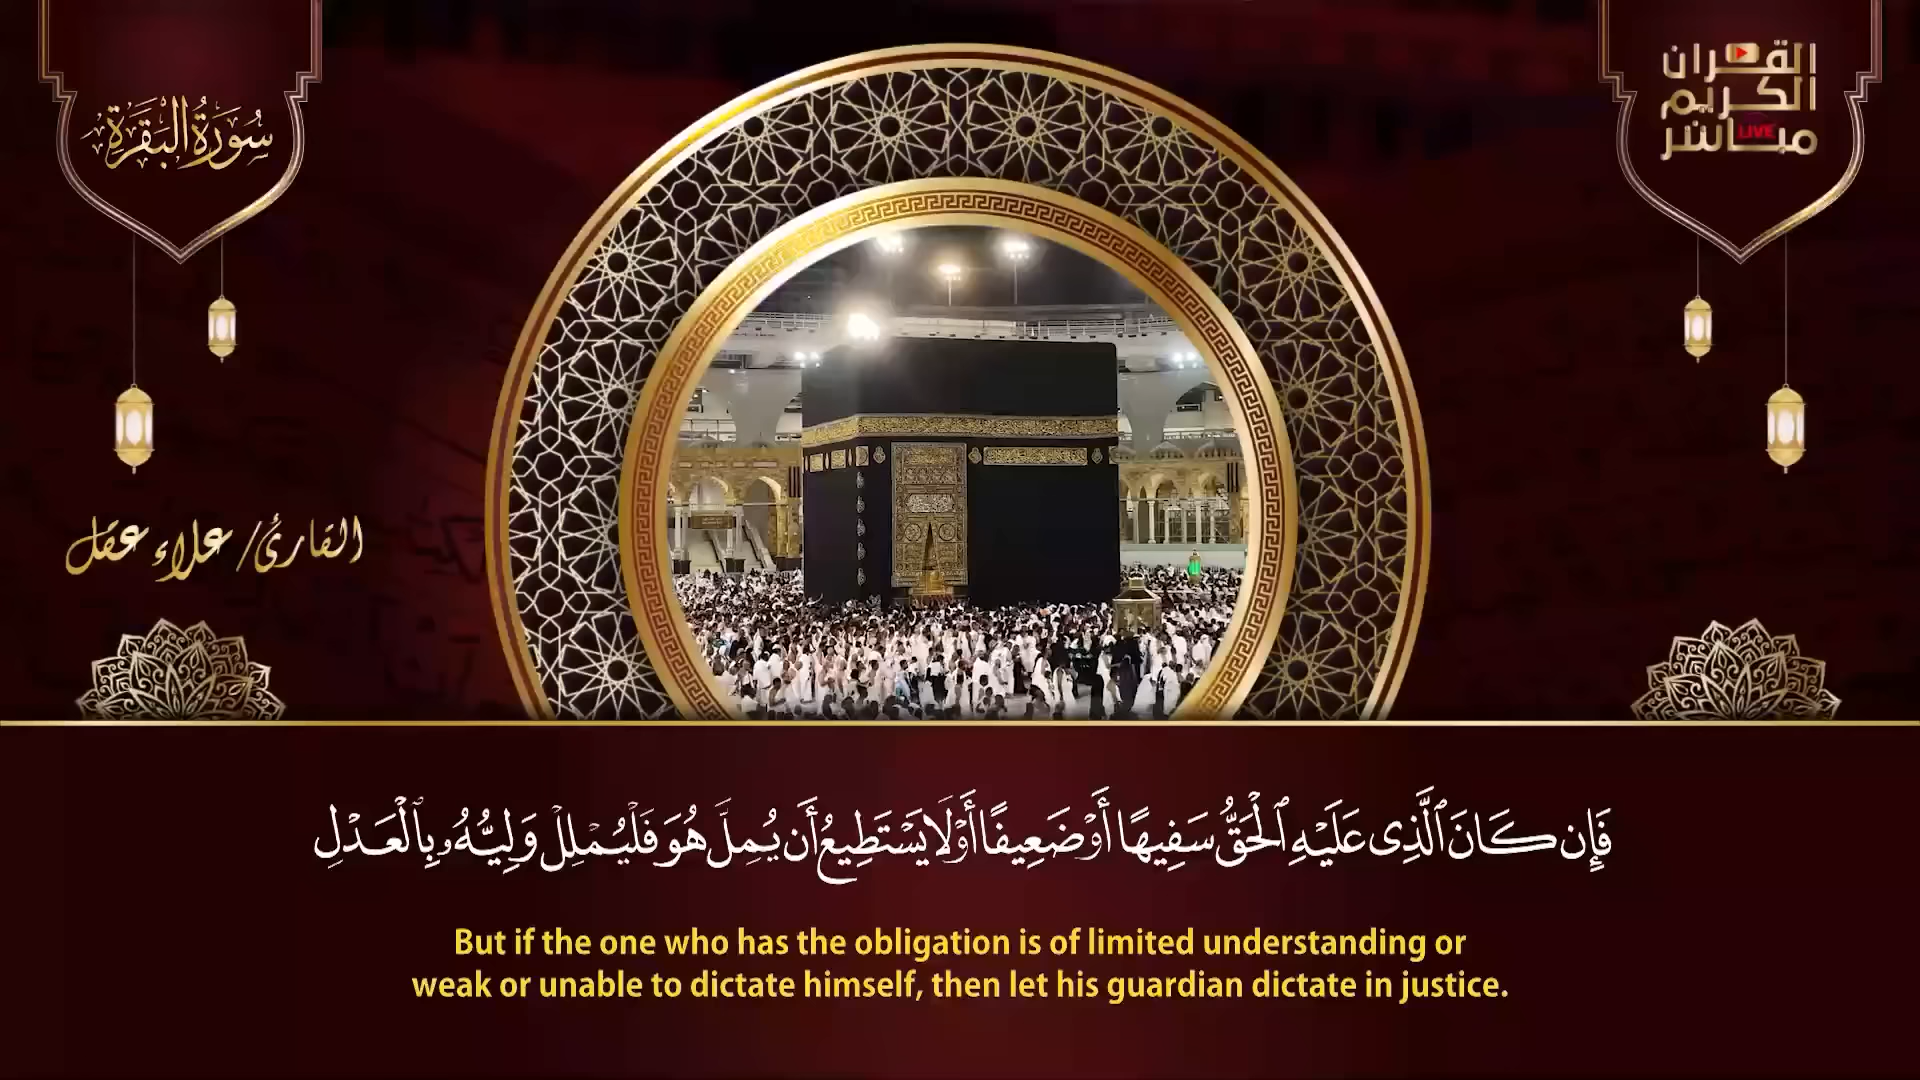 سُورَةُ البَقَرَةِ
القرآن
الكريم
مباشر
LIVE
القارئ/ علاء عقل
فَإِن كَانَ ٱلَّذِى عَلَيْهِ ٱلْحَقُّ سَفِيهًا أَوْ ضَعِيفًا أَوْ لَا يَسْتَطِيعُ أَن يُمِلَّ هُوَ فَلْيُمْلِلْ وَلِيُّهُۥ بِٱلْعَدْلِ
But if the one who has the obligation is of limited understanding or
weak or unable to dictate himself, then let his guardian dictate in justice.